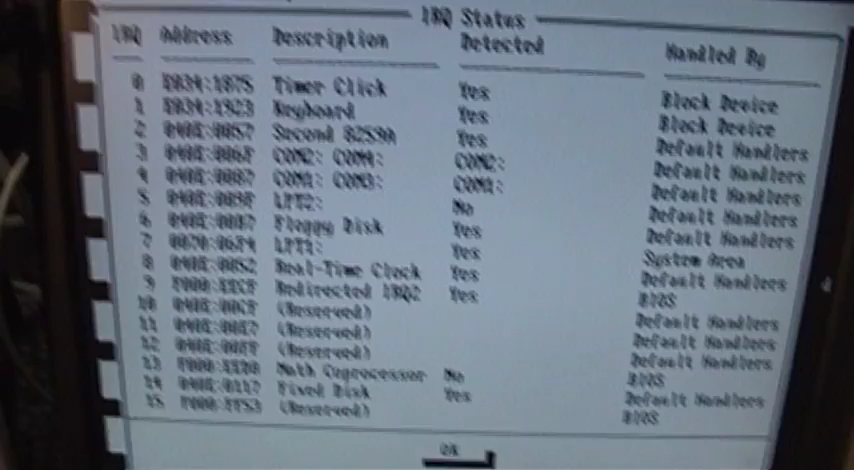 IRQ Status
IRQ Address Description Detected Handled By
0 Timer Click Yes Block Device
1 Keyboard Yes Block Device
2 Second 8259A Yes Default Handlers
3 COM2: COM4: COM2: Default Handlers
4 COM1: COM3: COM1: Default Handlers
5 LPT2: No Default Handlers
6 Floppy Disk Yes Default Handlers
7 LPT1: Yes System Area
8 Real-Time Clock Yes Default Handlers
9 Redirected IRQ2 Yes BIOS
10 (Reserved) Default Handlers
11 (Reserved) Default Handlers
12 (Reserved) Default Handlers
13 Math Coprocessor No BIOS
14 Fixed Disk Yes Default Handlers
15 (Reserved) BIOS
OK